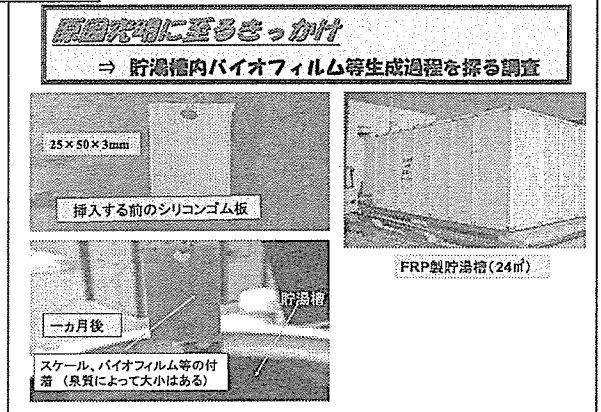 原因究明に至るきっかけ
⇒ 貯湯槽内バイオフィルム等生成過程を探る調査
25×50×3mm
挿入する前のシリコンゴム板
FRP製貯湯槽(24㎥)
貯湯槽
一ヵ月後
スケール、バイオフィルム等の付
着 (泉質によって大小はある)